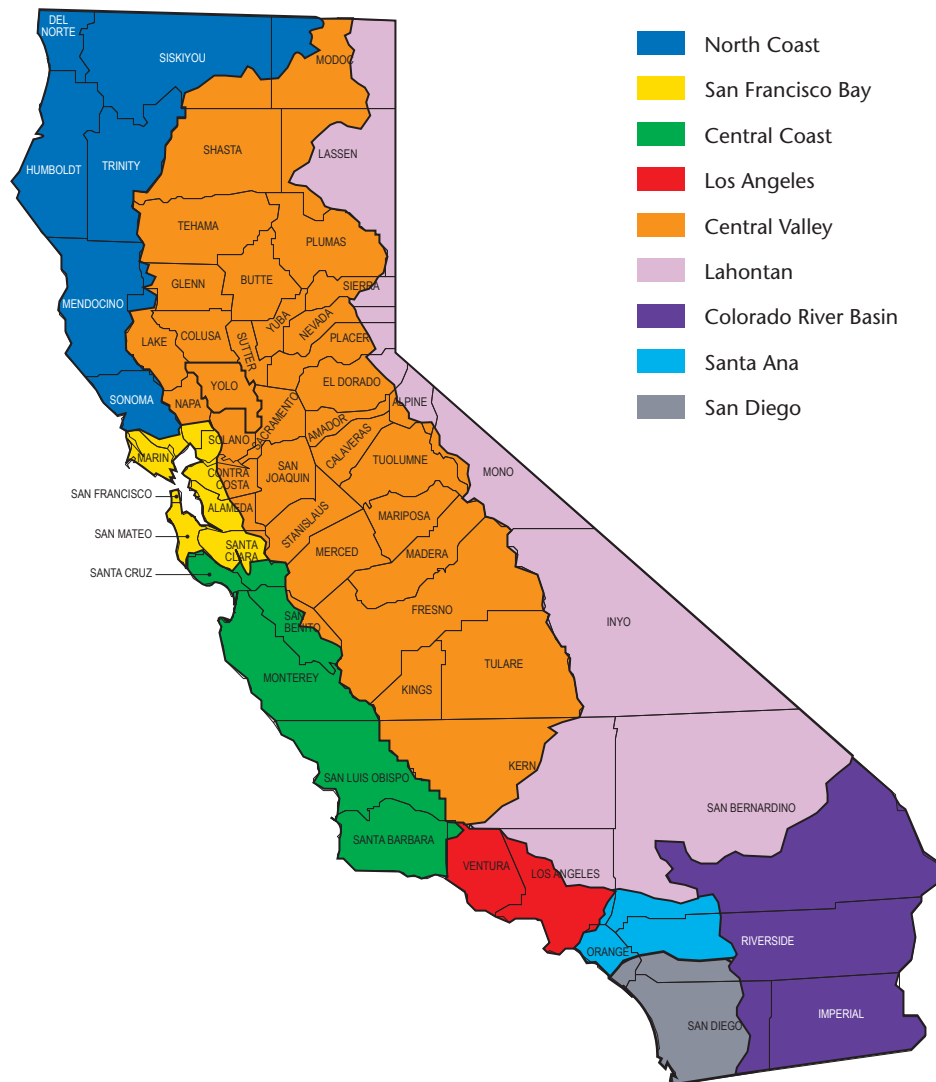 DEL
NORTE
SISKIYOU
MODOC
North Coast
San Francisco Bay
Central Coast
Los Angeles
Central Valley
Lahontan
Colorado River Basin
Santa Ana
San Diego
HUMBOLDT
TRINITY
SHASTA
LASSEN
TEHAMA
PLUMAS
GLENN
BUTTE
SIERRA
MENDOCINO
LAKE
COLUSA
SUTTER
YUBA
NEVADA
PLACER
SONOMA
NAPA
YOLO
EL DORADO
ALPINE
SACRAMENTO
AMADOR
CALAVERAS
SOLANO
MARIN
CONTRA
COSTA
SAN
JOAQUIN
TUOLUMNE
MONO
SAN FRANCISCO
ALAMEDA
STANISLAUS
MARIPOSA
SAN MATEO
SANTA
CLARA
MERCED
MADERA
SANTA CRUZ
SAN
BENITO
FRESNO
INYO
MONTEREY
KINGS
TULARE
SAN LUIS OBISPO
KERN
SAN BERNARDINO
SANTA BARBARA
VENTURA
LOS ANGELES
ORANGE
RIVERSIDE
SAN DIEGO
IMPERIAL